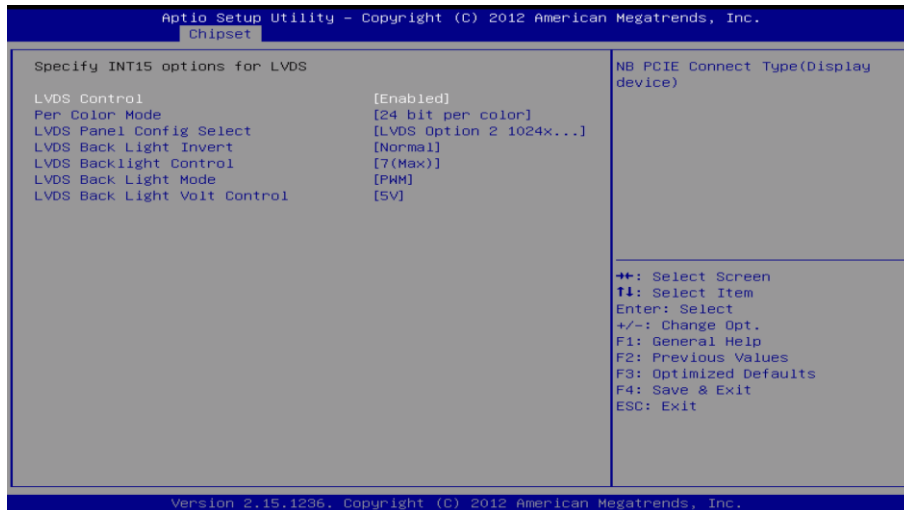 Aptio Setup Utility – Copyright (C) 2012 American Megatrends, Inc.
Chipset
Specify INT15 options for LVDS
LVDS Control [Enabled]
Per Color Mode [24 bit per color]
LVDS Panel Config Select [LVDS Option 2 1024x...]
LVDS Back Light Invert [Normal]
LVDS Backlight Control [7(Max)]
LVDS Back Light Mode [PWM]
LVDS Back Light Volt Control [5V]
NB PCIE Connect Type(Display
device)
→←: Select Screen
↑↓: Select Item
Enter: Select
+/-: Change Opt.
F1: General Help
F2: Previous Values
F3: Optimized Defaults
F4: Save & Exit
ESC: Exit
Version 2.15.1236. Copyright (C) 2012 American Megatrends, Inc.